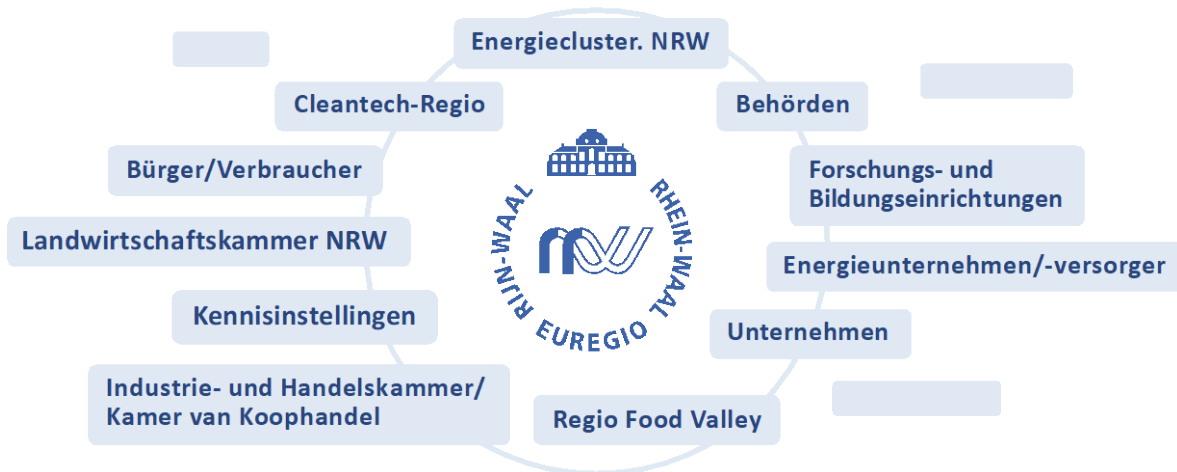 Energiecluster. NRW
Cleantech-Regio
Behörden
Bürger/Verbraucher
Forschungs- und
Bildungseinrichtungen
Landwirtschaftskammer NRW
Energieunternehmen/-versorger
Kennisinstellingen
Unternehmen
Industrie- und Handelskammer/
Kamer van Koophandel
Regio Food Valley
RIJN-WAAL
RHEIN-WAAL
EUREGIO